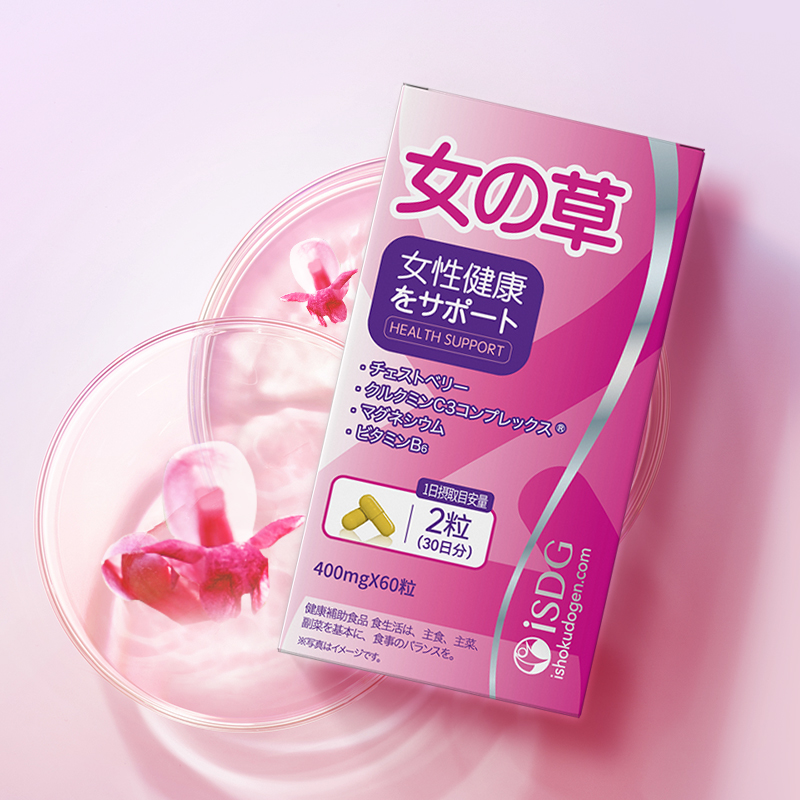 女の草
女性健康
をサポート
HEALTH SUPPORT
・チェストベリー
・クルクミンC3コンプレックス®
・マグネシウム
・ビタミンB6
1日摂取目安量
2粒
(30日分)
400mgX60粒
健康補助食品 食生活は、主食、主菜、
副菜を基本に、食事のバランスを。
※写真はイメージです。
iSDG
ishokudogen.com